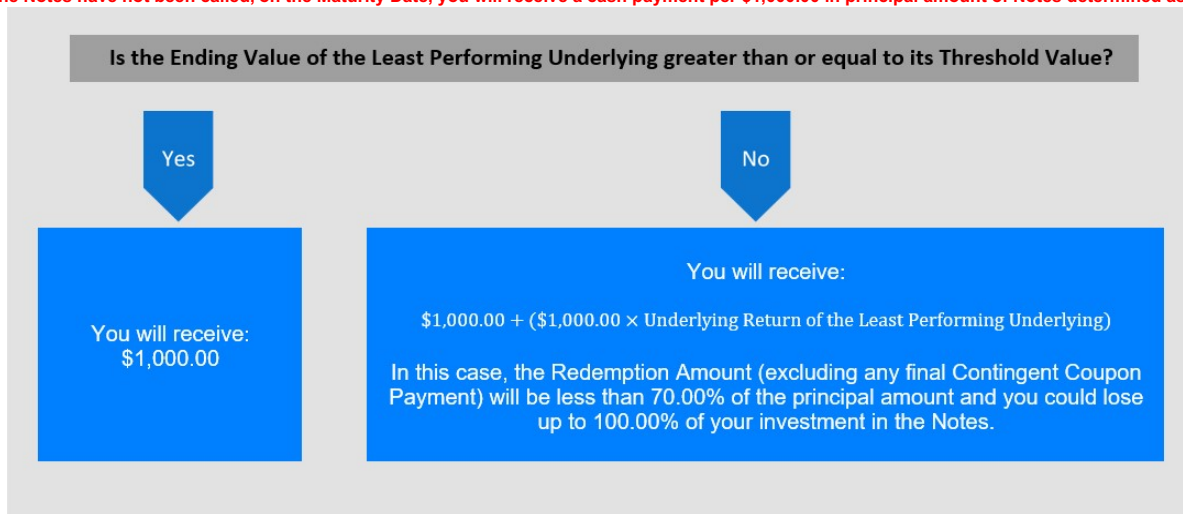 Is the Ending Value of the Least Performing Underlying greater than or equal to its Threshold Value?
Yes
No
You will receive:
$1,000.00
You will receive:
$1,000.00 + ($1,000.00 × Underlying Return of the Least Performing Underlying)
In this case, the Redemption Amount (excluding any final Contingent Coupon
Payment) will be less than 70.00% of the principal amount and you could lose
up to 100.00% of your investment in the Notes.